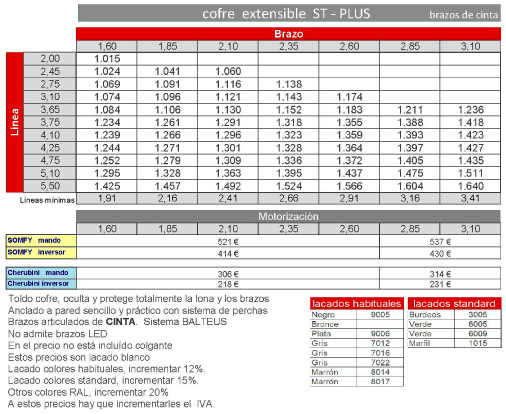 cofre extensible ST - PLUS brazos de cinta
Brazo
1,60 1,85 2,10 2,35 2,60 2,85 3,10
Línea
2,00 1.015
2,45 1.024 1.041 1.060
2,75 1.069 1.091 1.116 1.138
3,10 1.074 1.096 1.121 1.143 1.174
3,65 1.084 1.106 1.130 1.152 1.183 1.211 1.236
3,75 1.234 1.261 1.291 1.318 1.355 1.388 1.418
4,10 1.239 1.266 1.296 1.323 1.359 1.393 1.423
4,25 1.244 1.271 1.301 1.328 1.364 1.397 1.427
4,75 1.252 1.279 1.309 1.336 1.372 1.405 1.435
5,10 1.295 1.328 1.363 1.395 1.437 1.475 1.511
5,50 1.425 1.457 1.492 1.524 1.566 1.604 1.640
Líneas mínimas 1,91 2,16 2,41 2,66 2,91 3,16 3,41
Motorización
1,60 1,85 2,10 2,35 2,60 2,85 3,10
SOMFY mando 521 € 537 €
SOMFY inversor 414 € 430 €
Cherubini mando 306 € 314 €
Cherubini inversor 218 € 231 €
Toldo cofre, oculta y protege totalmente la lona y los brazos
Anclado a pared sencillo y práctico con sistema de perchas
Brazos articulados de CINTA. Sistema BALTEUS
No admite brazos LED
En el precio no está incluído colgante
Estos precios son lacado blanco
Lacado colores habituales, incrementar 12%.
Lacado colores standard, incrementar 15%.
Otros colores RAL, incrementar 20%
A estos precios hay que incrementarles el IVA.
lacados habituales
Negro 9005
Bronce
Plata 9006
Gris 7012
Gris 7016
Gris 7022
Marrón 8014
Marrón 8017
lacados standard
Burdeos 3005
Verde 6005
Verde 6009
Marfil 1015